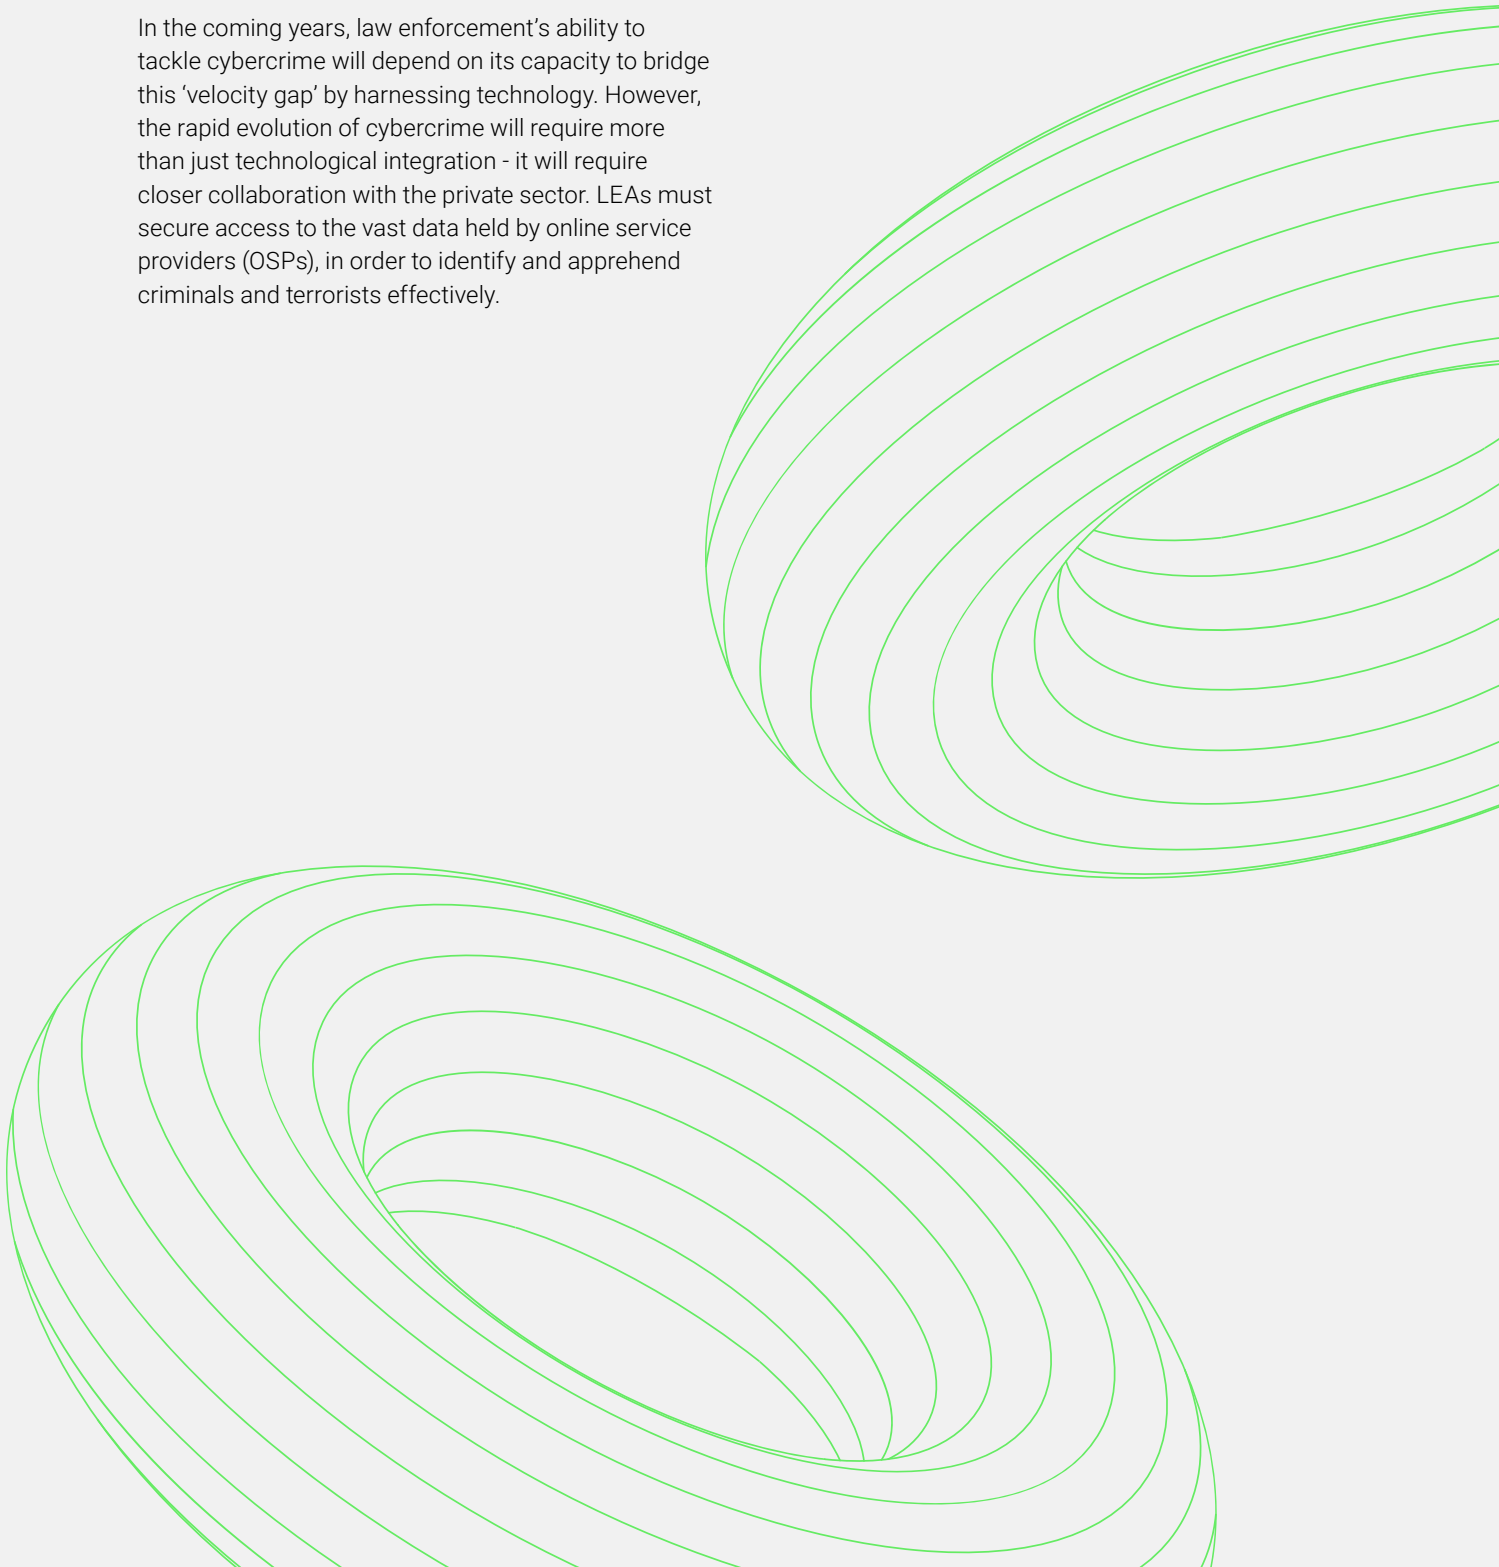 In the coming years, law enforcement’s ability to
tackle cybercrime will depend on its capacity to bridge
this ‘velocity gap’ by harnessing technology. However,
the rapid evolution of cybercrime will require more
than just technological integration - it will require
closer collaboration with the private sector. LEAs must
secure access to the vast data held by online service
providers (OSPs), in order to identify and apprehend
criminals and terrorists effectively.